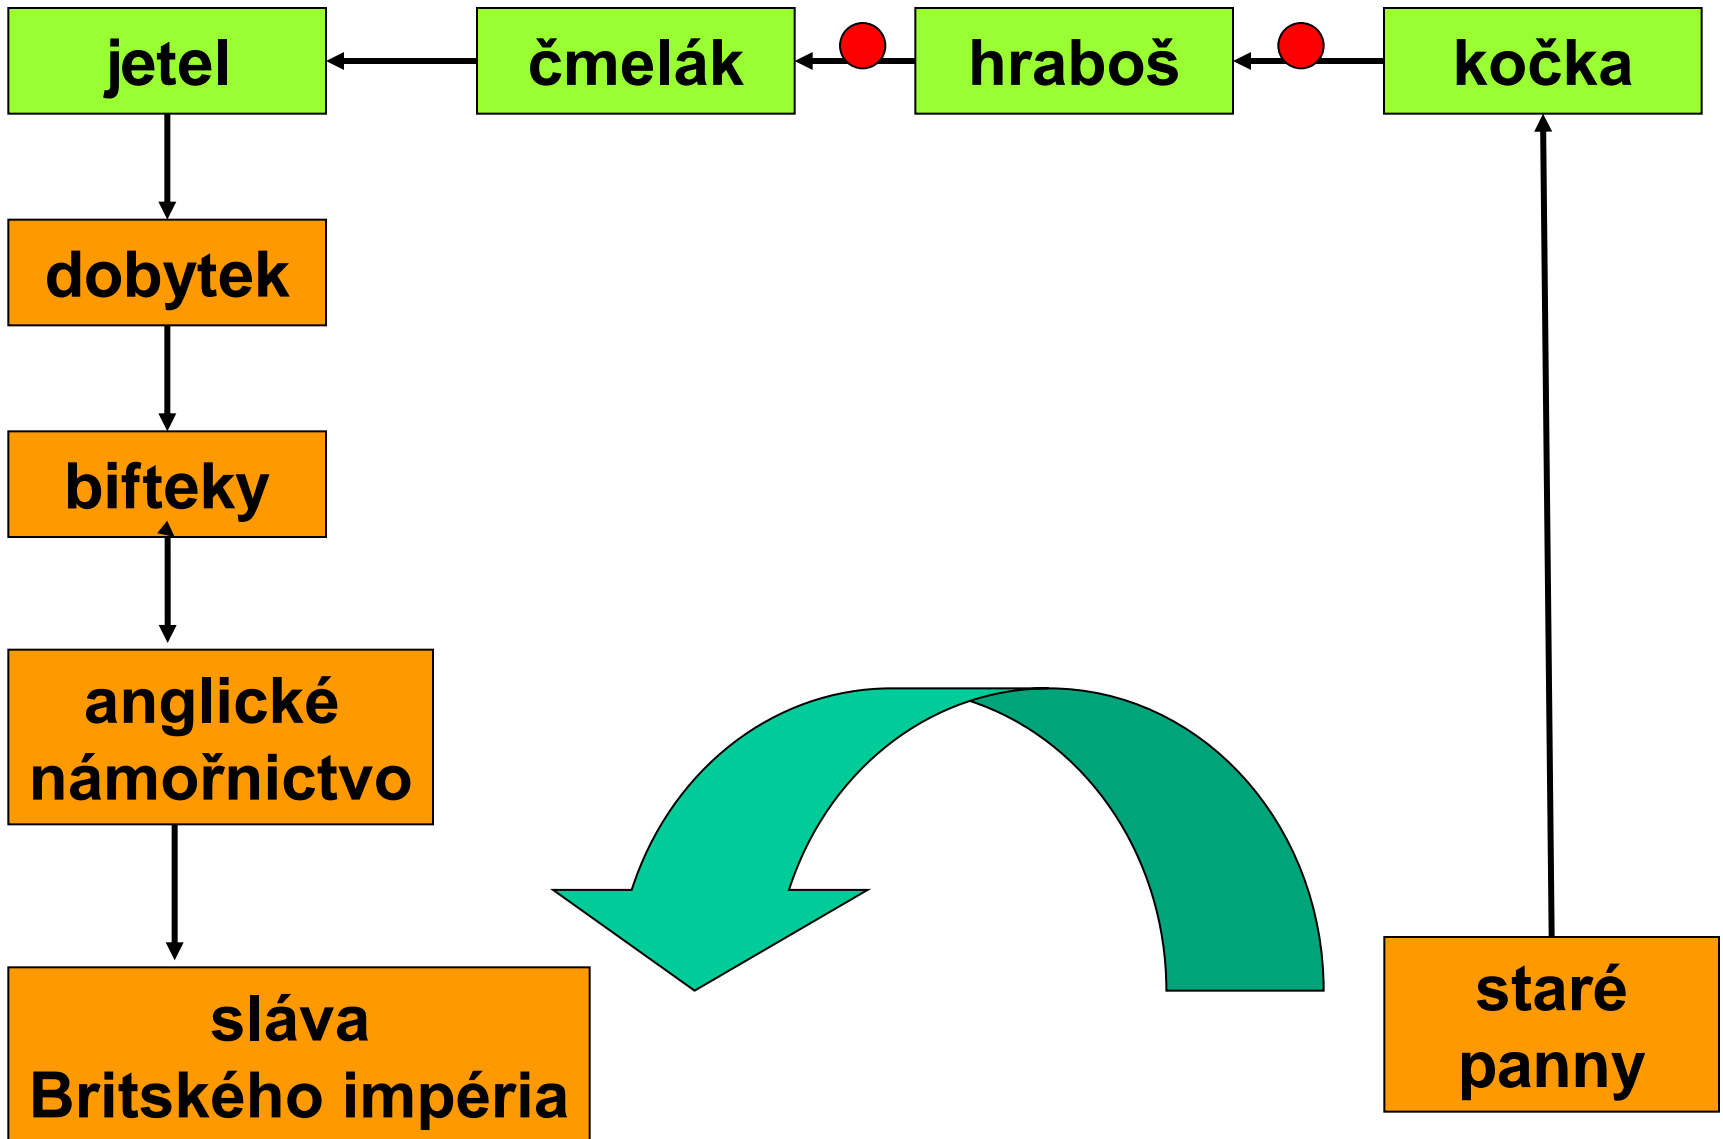 jetel
čmelák
hraboš
kočka
dobytek
bifteky
anglické
námořnictvo
sláva
Britského impéria
staré
panny